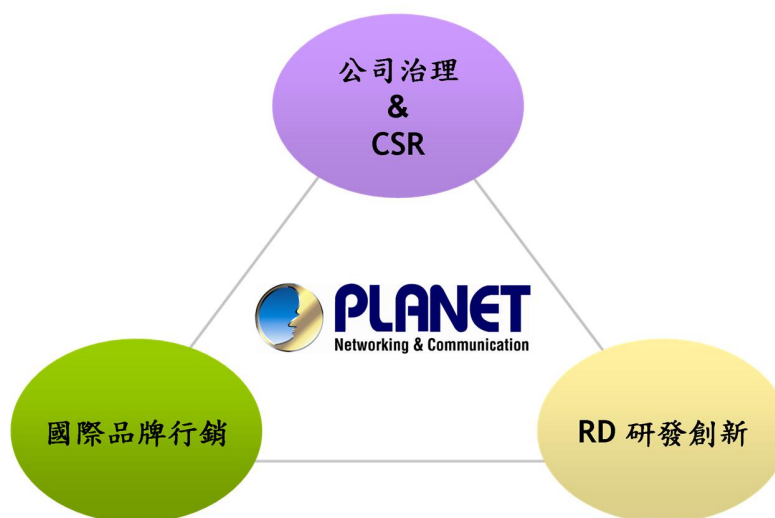 公司治理
&
CSR
PLANET
Networking & Communication
國際品牌行銷
RD 研發創新